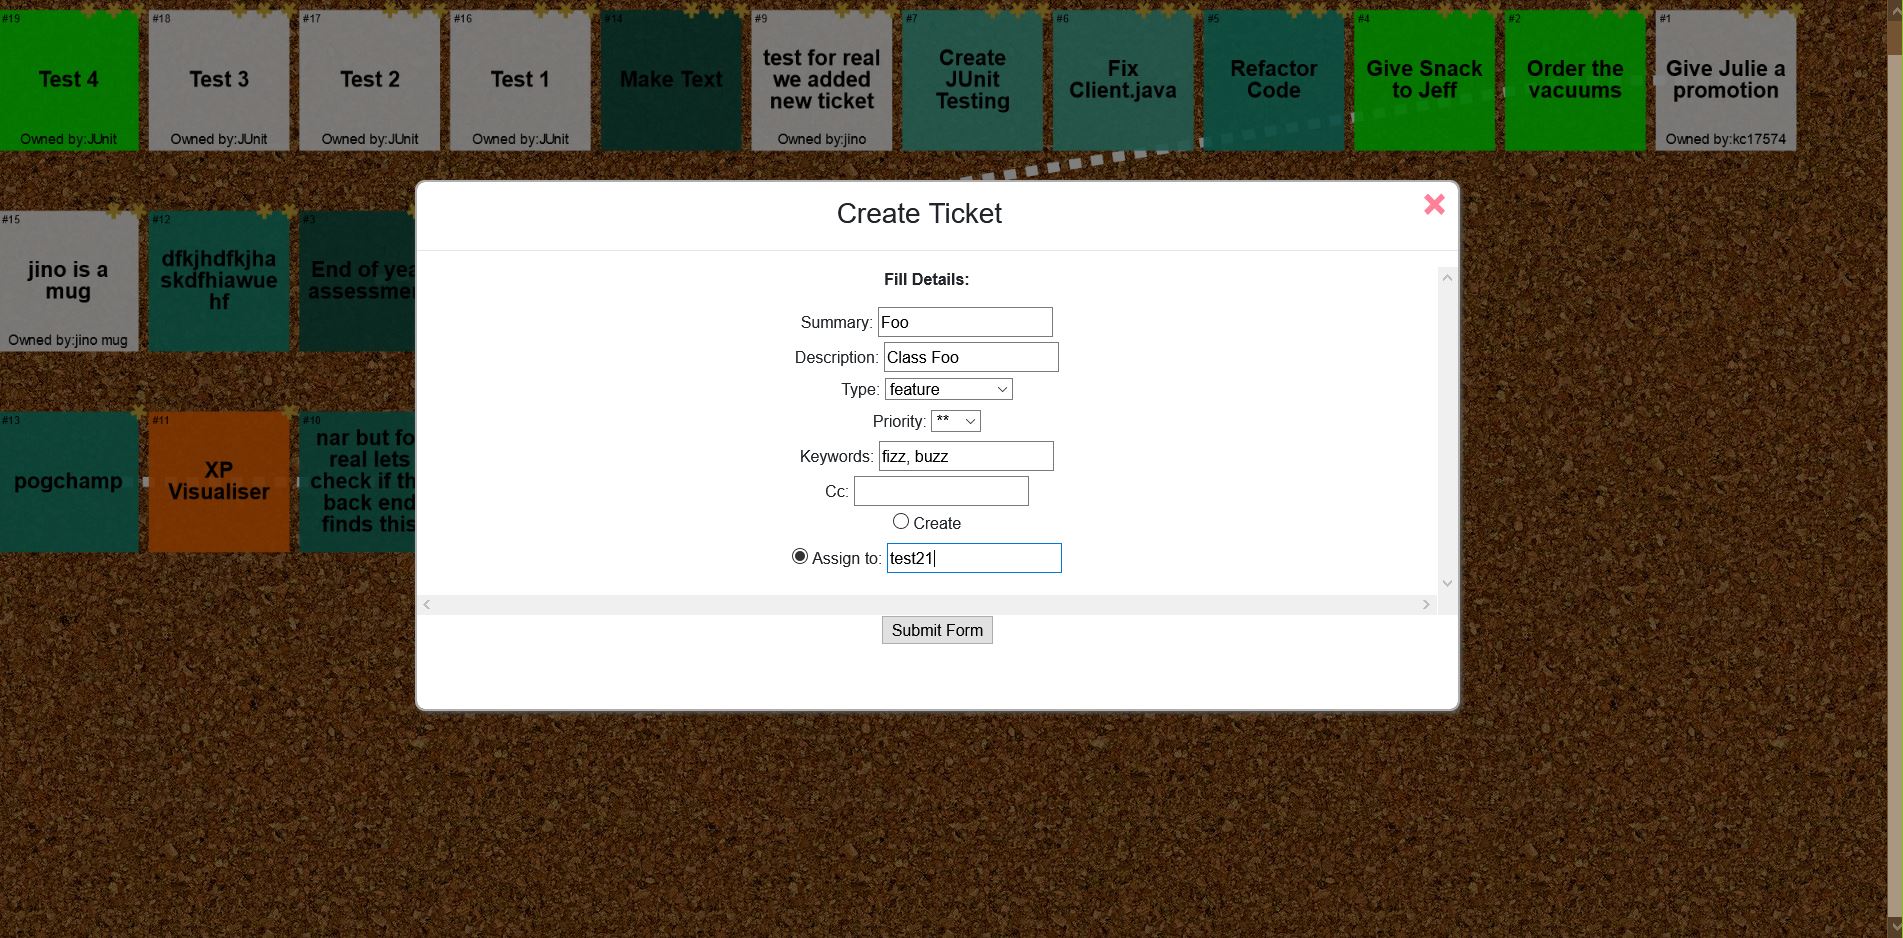 #19
Test 4
Owned by:JUnit
#18
Test 3
Owned by:JUnit
#17
Test 2
Owned by:JUnit
#16
Test 1
Owned by:JUnit
#14
Make Text
#9
test for real
we added
new ticket
Owned by:jino
#7
Create
JUnit
Testing
#6
Fix
Client.java
#5
Refactor
Code
#4
Give Snack
to Jeff
#2
Order the
vacuums
#1
Give Julie a
promotion
Owned by:kc17574
#15
jino is a
mug
Owned by:jino mug
#12
dfkjhdfkjha
skdfhiawue
hf
#3
End of yea
assessme
#13
pogchamp
#11
XP
Visualiser
#10
nar but fo
real lets
check if th
back end
finds this
Create Ticket
Fill Details:
Summary: Foo
Description: Class Foo
Type: feature
Priority: **
Keywords: fizz, buzz
Cc:
Create
Assign to: test21
Submit Form